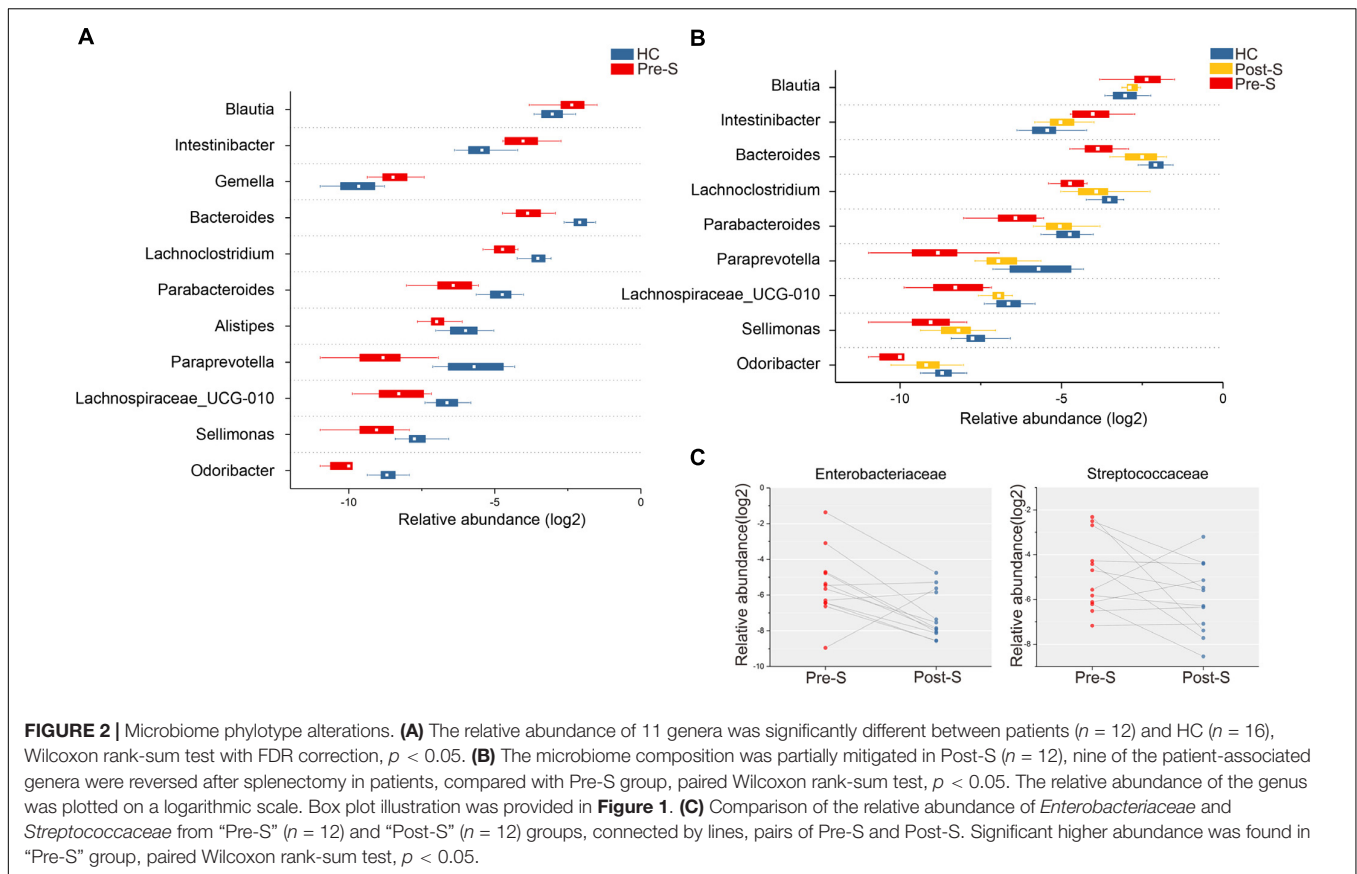 A
HC
Pre-S
Blautia
Intestinibacter
Gemella
Bacteroides
Lachnoclostridium
Parabacteroides
Alistipes
Paraprevotella
Lachnospiraceae_UCG-010
Sellimonas
Odoribacter
-10 -5 0
Relative abundance (log2)
B
HC
Post-S
Pre-S
Blautia
Intestinibacter
Bacteroides
Lachnoclostridium
Parabacteroides
Paraprevotella
Lachnospiraceae_UCG-010
Sellimonas
Odoribacter
-10 -5 0
Relative abundance (log2)
C
Enterobacteriaceae
Relative abundance(log2)
0
-2
-4
-6
-8
-10
Pre-S Post-S
Streptococcaceae
Relative abundance(log2)
-2
-4
-6
-8
Pre-S Post-S
FIGURE 2 | Microbiome phylotype alterations. (A) The relative abundance of 11 genera was significantly different between patients (n = 12) and HC (n = 16),
Wilcoxon rank-sum test with FDR correction, p < 0.05. (B) The microbiome composition was partially mitigated in Post-S (n = 12), nine of the patient-associated
genera were reversed after splenectomy in patients, compared with Pre-S group, paired Wilcoxon rank-sum test, p < 0.05. The relative abundance of the genus
was plotted on a logarithmic scale. Box plot illustration was provided in Figure 1. (C) Comparison of the relative abundance of Enterobacteriaceae and
Streptococcaceae from “Pre-S” (n = 12) and “Post-S” (n = 12) groups, connected by lines, pairs of Pre-S and Post-S. Significant higher abundance was found in
“Pre-S” group, paired Wilcoxon rank-sum test, p < 0.05.